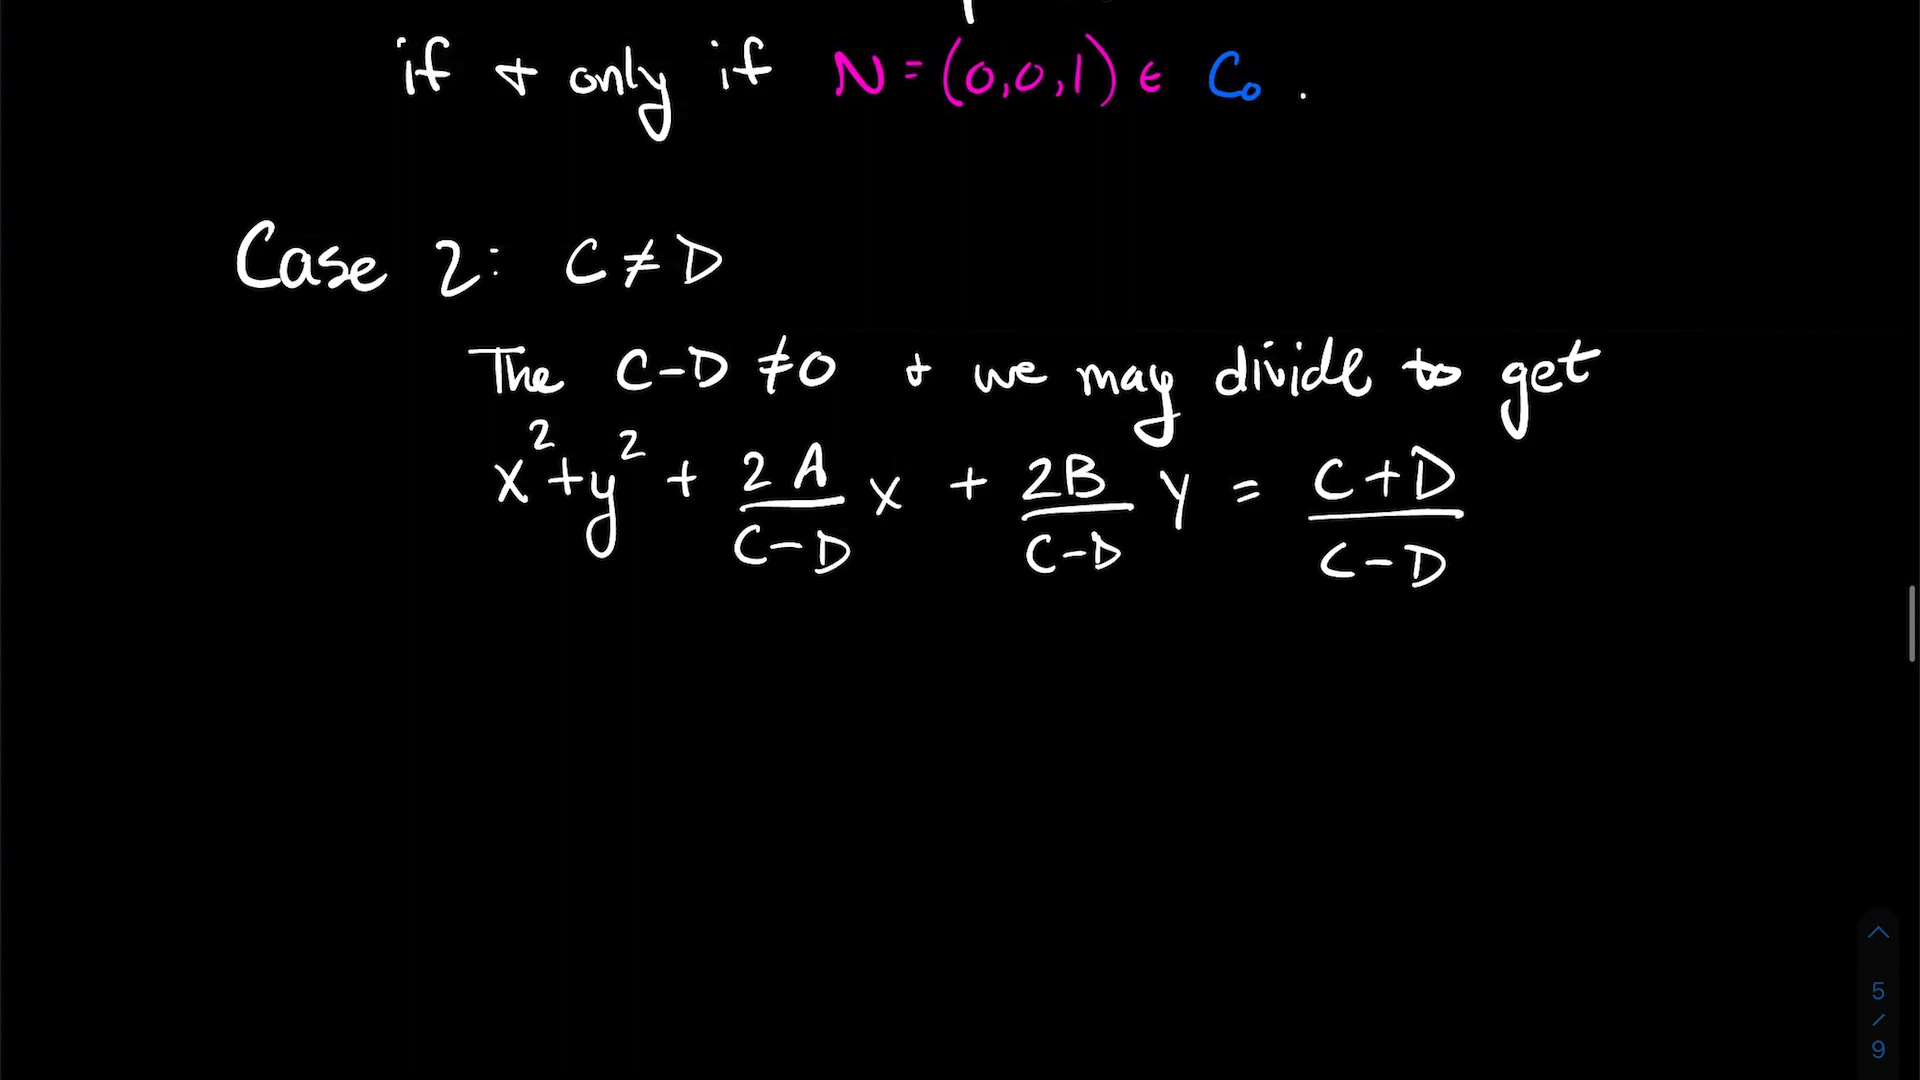 if & only if N = (0,0,1) ∈ C₀ .
Case 2: C ≠ D
The C-D ≠ 0 & we may divide to get
x² + y² + 2A/(C-D) x + 2B/(C-D) y = (C+D)/(C-D)
5
/
9